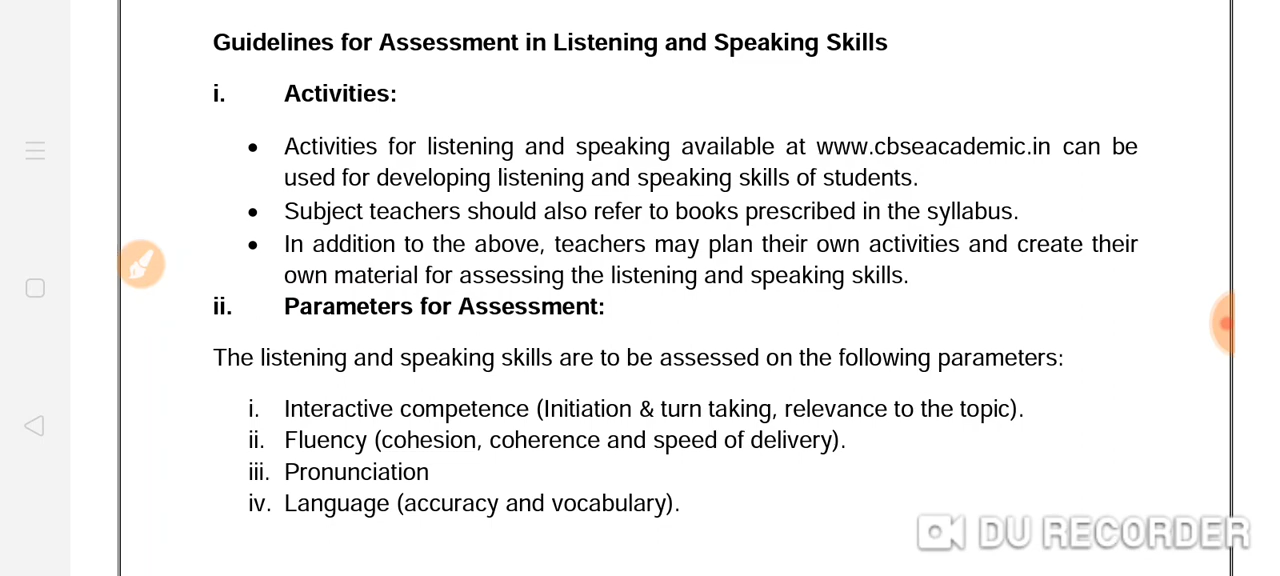 Guidelines for Assessment in Listening and Speaking Skills
i. Activities:
• Activities for listening and speaking available at www.cbseacademic.in can be
used for developing listening and speaking skills of students.
• Subject teachers should also refer to books prescribed in the syllabus.
• In addition to the above, teachers may plan their own activities and create their
own material for assessing the listening and speaking skills.
ii. Parameters for Assessment:
The listening and speaking skills are to be assessed on the following parameters:
i. Interactive competence (Initiation & turn taking, relevance to the topic).
ii. Fluency (cohesion, coherence and speed of delivery).
iii. Pronunciation
iv. Language (accuracy and vocabulary).
DU RECORDER